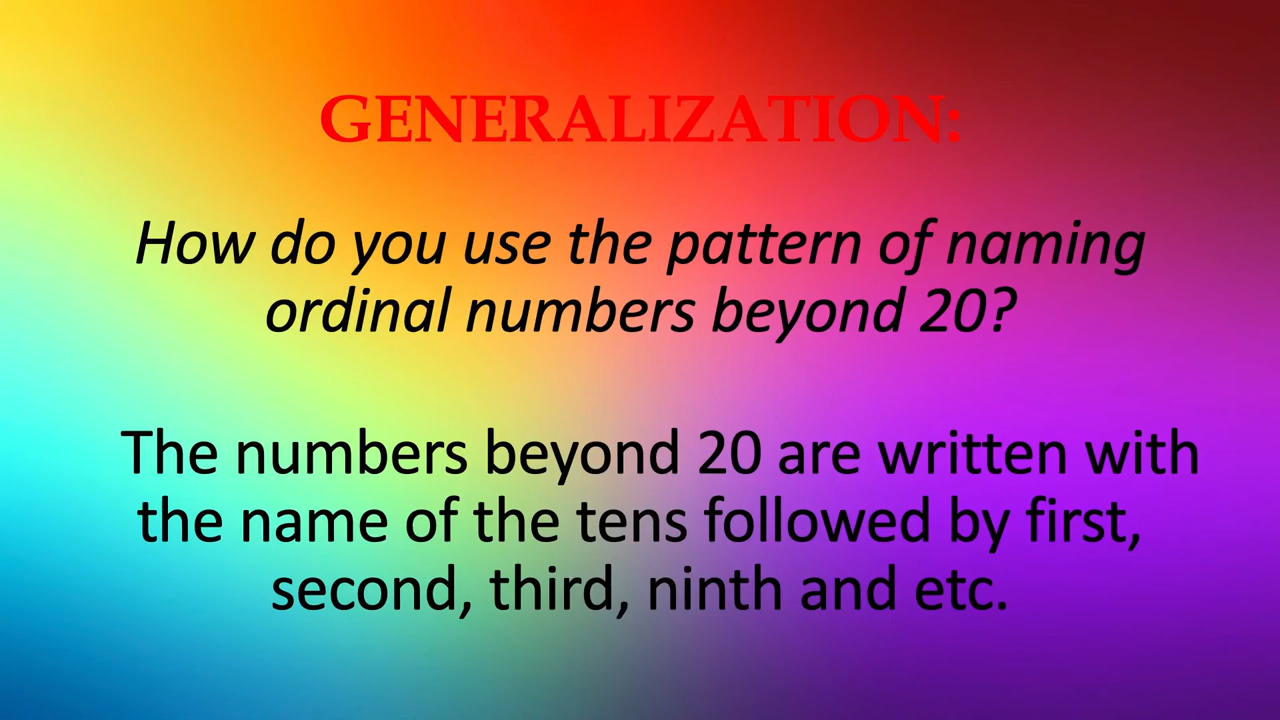 GENERALIZATION:
How do you use the pattern of naming
ordinal numbers beyond 20?
The numbers beyond 20 are written with
the name of the tens followed by first,
second, third, ninth and etc.